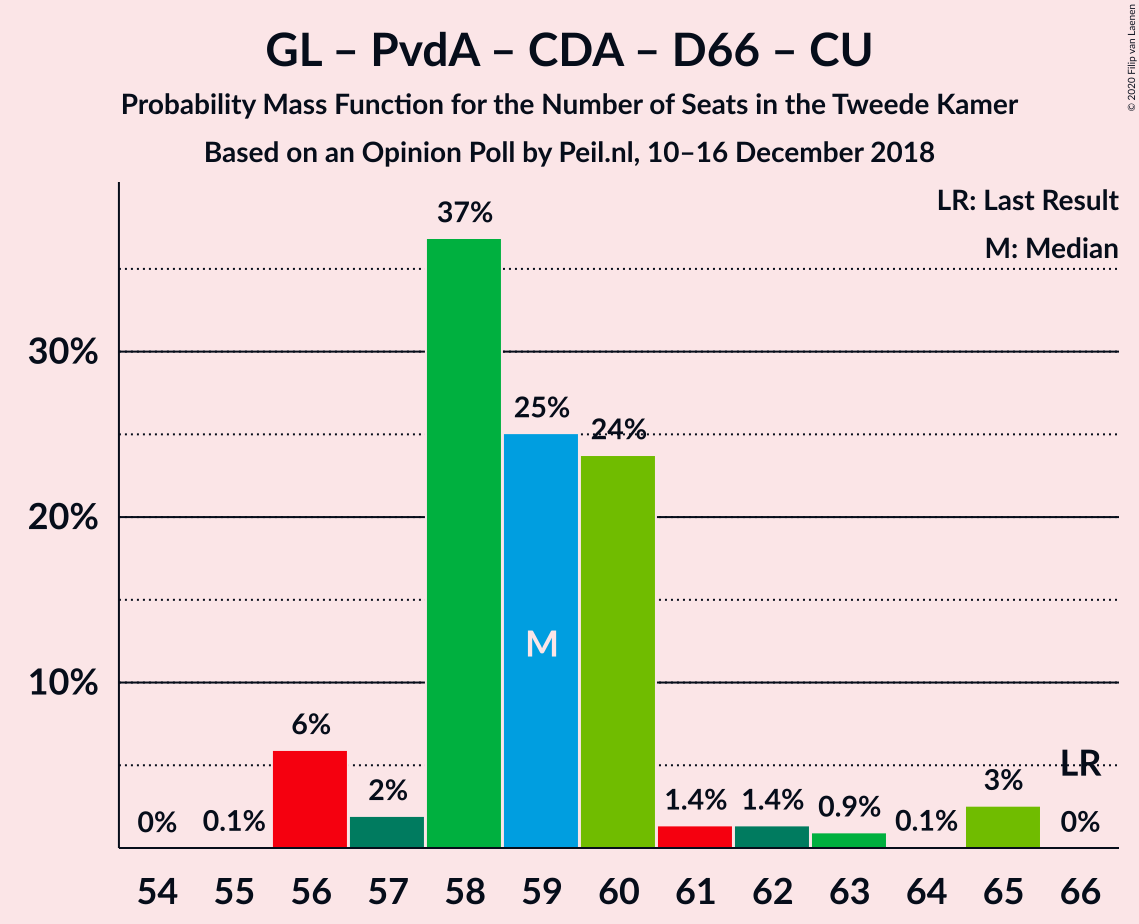 GL – PvdA – CDA – D66 – CU
Probability Mass Function for the Number of Seats in the Tweede Kamer
Based on an Opinion Poll by Peil.nl, 10–16 December 2018
© 2020 Filip van Laenen
LR: Last Result
M: Median
30%
20%
10%
0%
0.1%
6%
2%
37%
25%
24%
1.4%
1.4%
0.9%
0.1%
3%
0%
M
LR
54 55 56 57 58 59 60 61 62 63 64 65 66